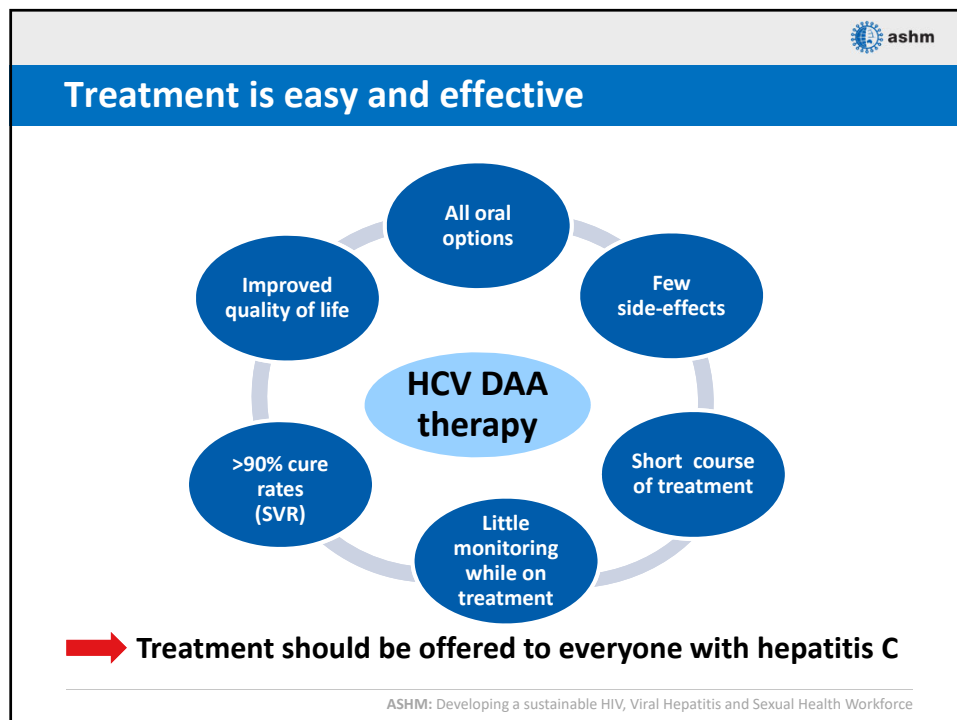 ashm
Treatment is easy and effective
All oral
options
Few
side-effects
Short course
of treatment
Little
monitoring
while on
treatment
>90% cure
rates
(SVR)
Improved
quality of life
HCV DAA
therapy
Treatment should be offered to everyone with hepatitis C
ASHM: Developing a sustainable HIV, Viral Hepatitis and Sexual Health Workforce